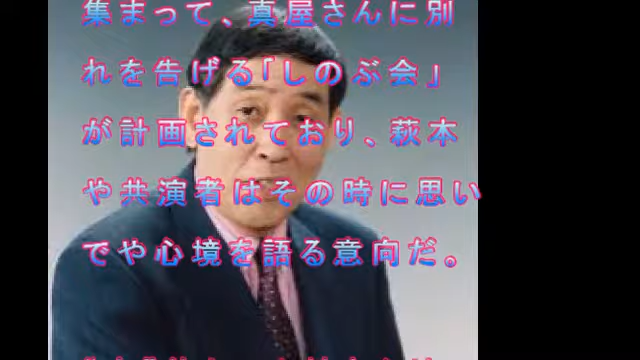 集まって、真屋さんに別
れを告げる「しのぶ会」
が計画されており、萩本
や共演者はその時に思い
でや心境を語る意向だ。